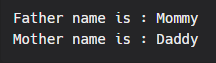 Father name is : Mommy
Mother name is : Daddy